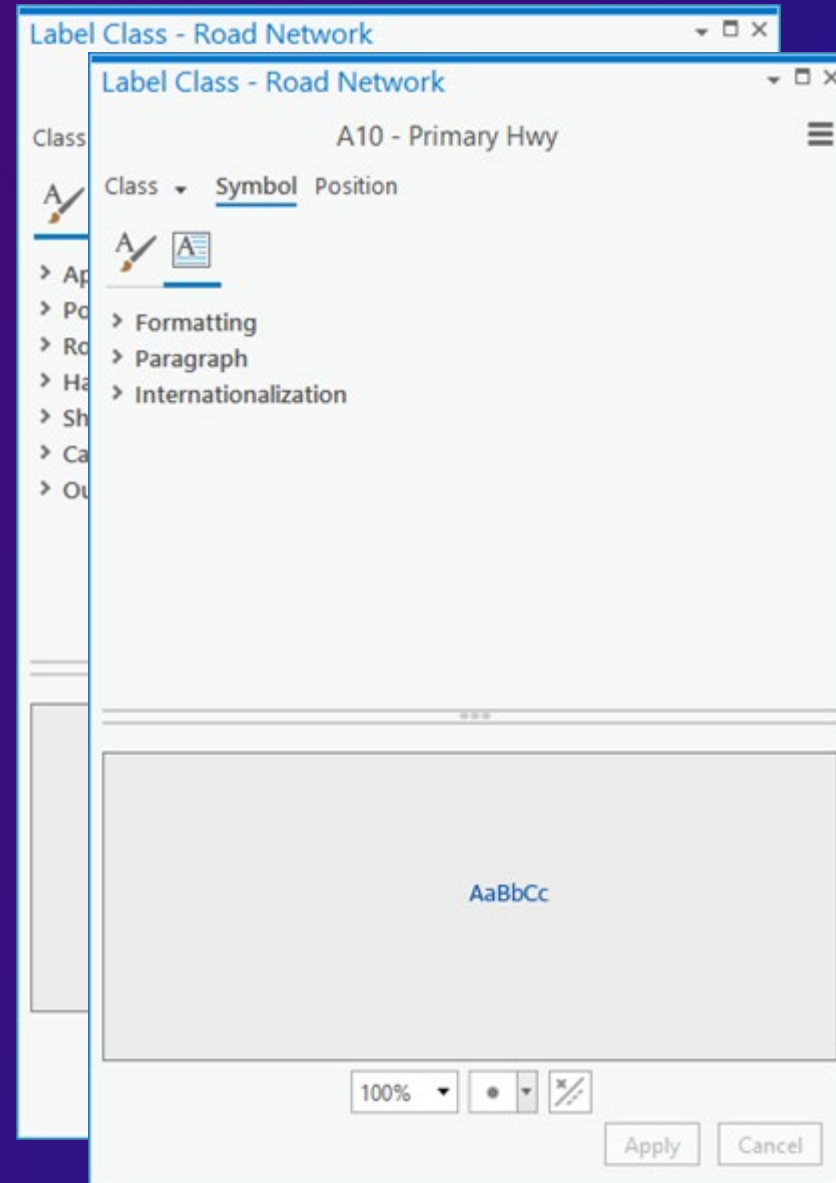 Label Class - Road Network
Class
Label Class - Road Network
A10 - Primary Hwy
Class Symbol Position
A A
Formatting
Paragraph
Internationalization
AaBbCc
100%
Apply Cancel